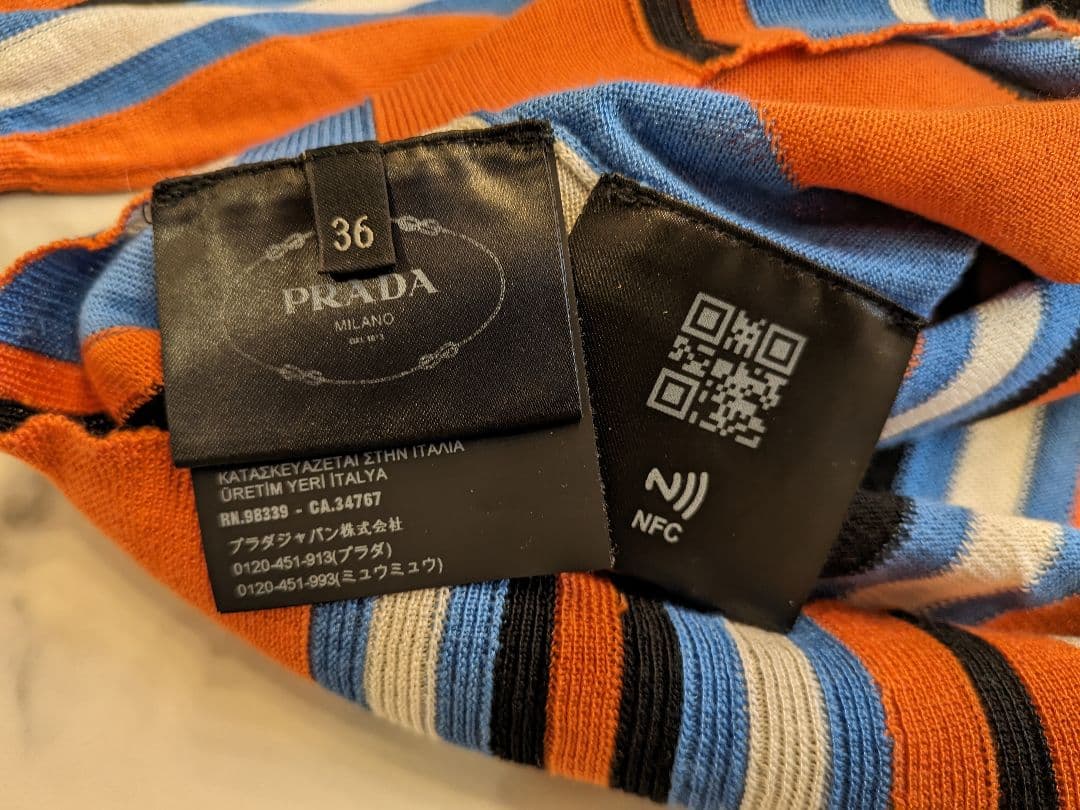 36
PRADA
MILANO
DAL 1913
ΚΑΤΑΣΚΕΥΑΖΕΤΑΙ ΣΤΗΝ ΙΤΑΛΙΑ
ÜRETİM YERİ İTALYA
RN.98339 - CA.34767
プラダジャパン株式会社
0120-451-913(プラダ)
0120-451-993(ミュウミュウ)
NFC